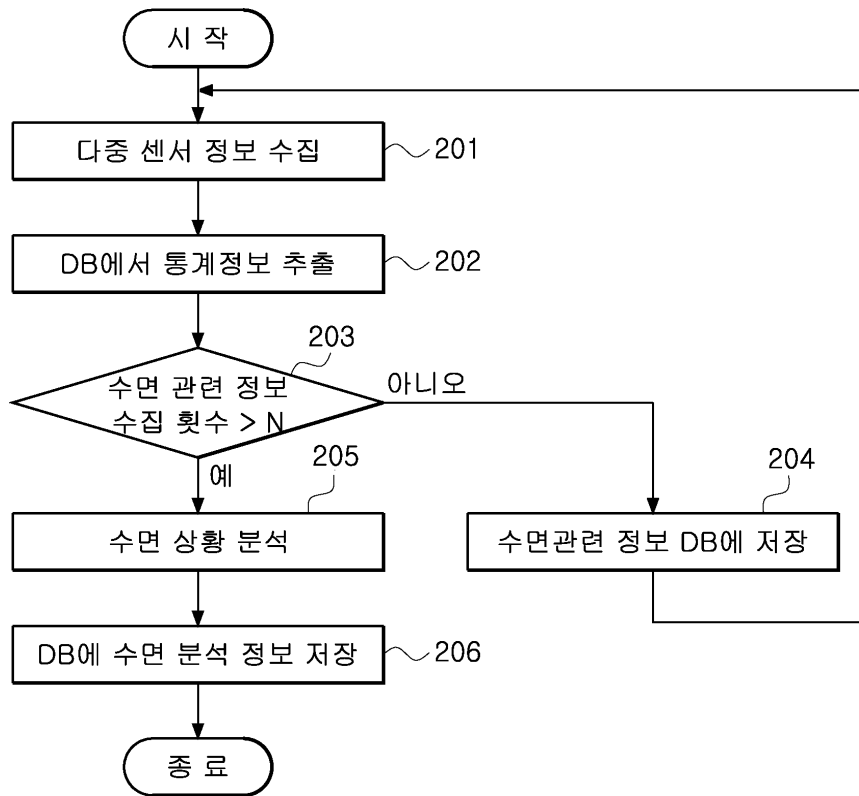 시 작
다중 센서 정보 수집
201
DB에서 통계정보 추출
202
203
수면 관련 정보
수집 횟수 > N
아니오
예
205
수면 상황 분석
204
수면관련 정보 DB에 저장
DB에 수면 분석 정보 저장
206
종 료